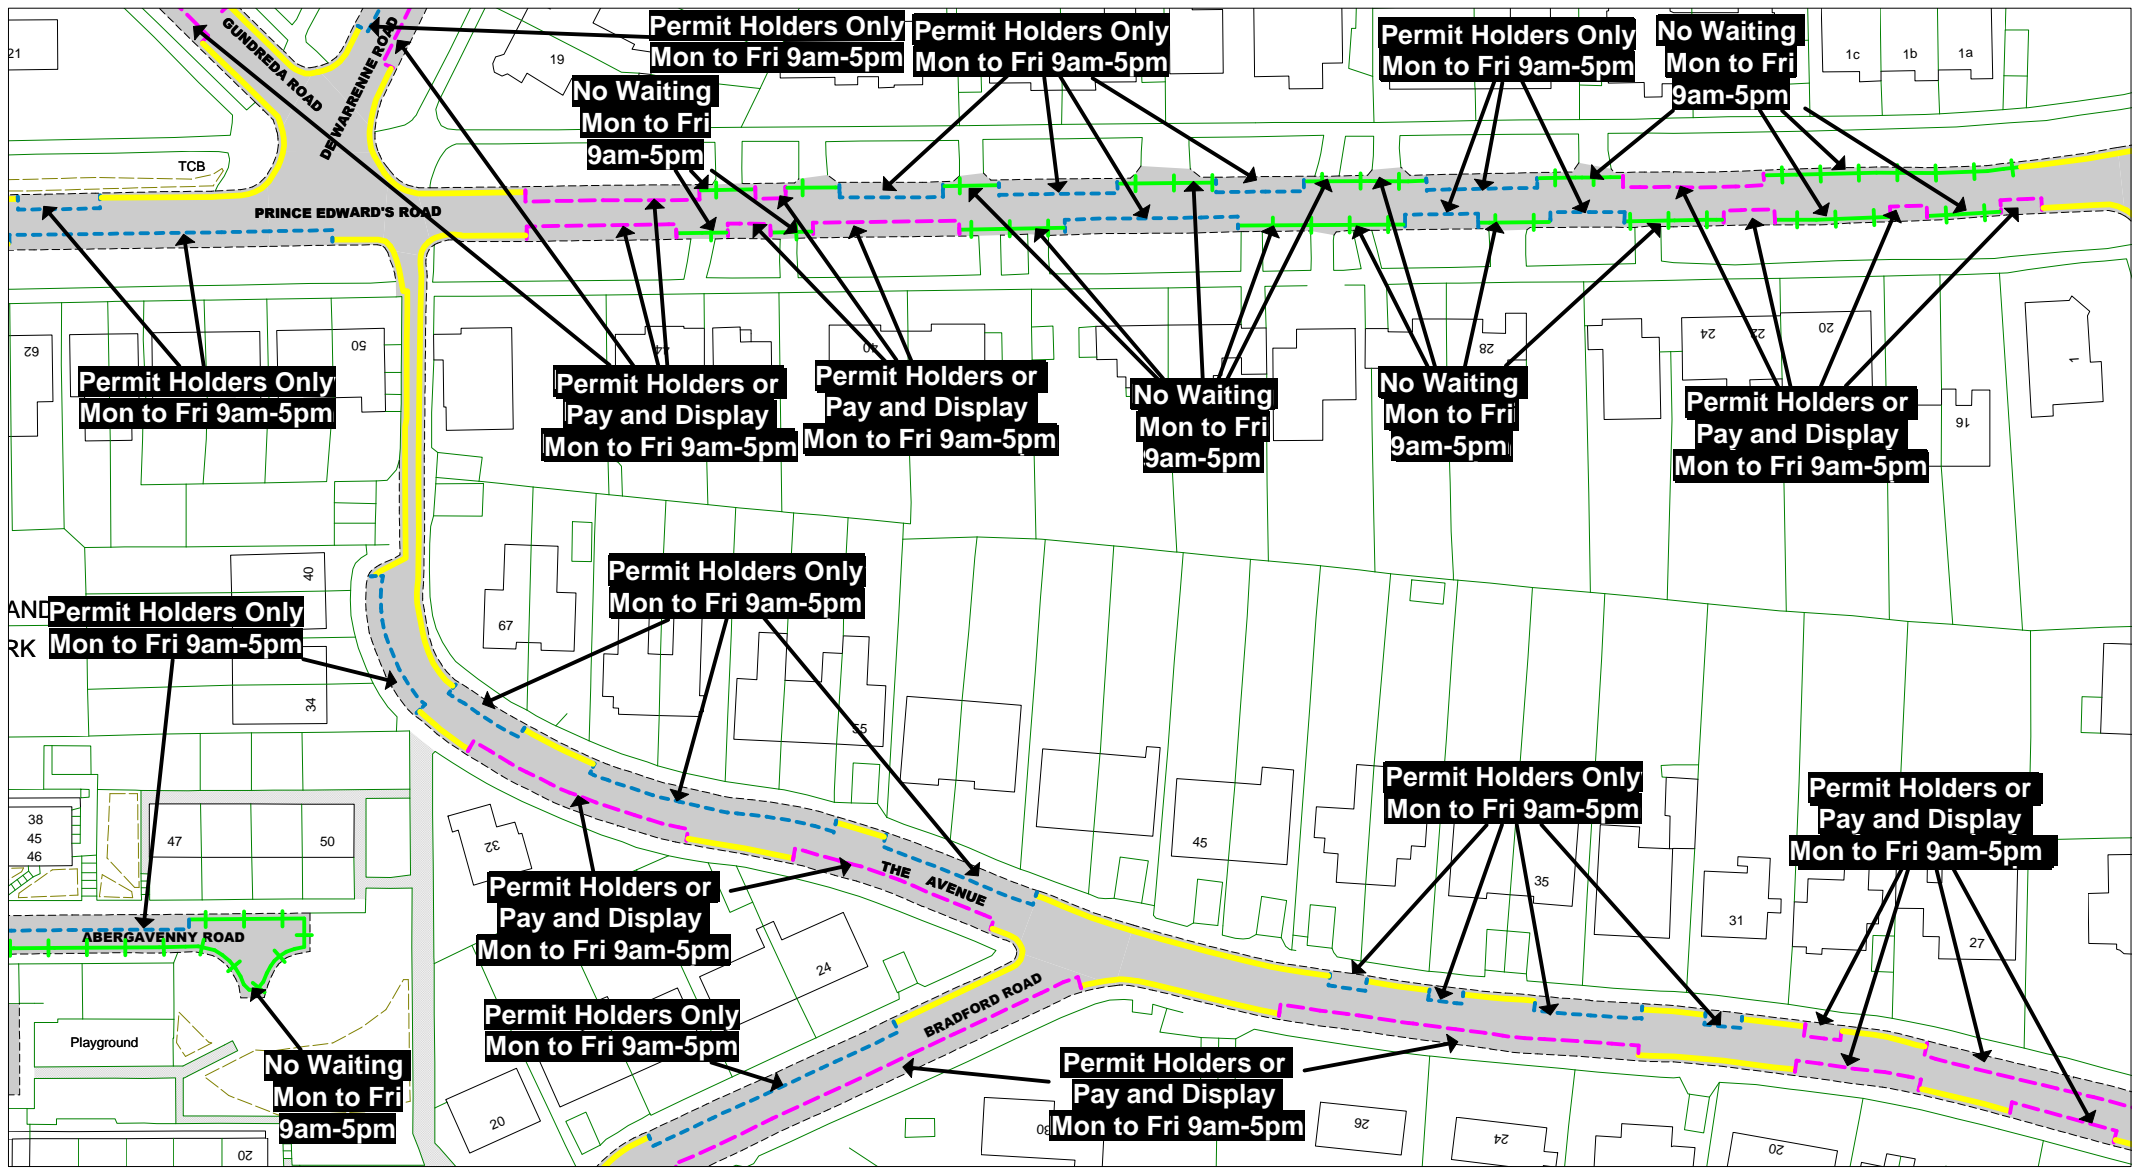 Permit Holders Only
Mon to Fri 9am-5pm
Permit Holders Only
Mon to Fri 9am-5pm
Permit Holders Only
Mon to Fri 9am-5pm
No Waiting
Mon to Fri
9am-5pm
21
19
1c
1b
1a
GUNDREDA ROAD
DEWARRENNE ROAD
No Waiting
Mon to Fri
9am-5pm
TCB
PRINCE EDWARD'S ROAD
62
50
44
40
28
24
22
20
1
16
Permit Holders Only
Mon to Fri 9am-5pm
Permit Holders or
Pay and Display
Mon to Fri 9am-5pm
Permit Holders or
Pay and Display
Mon to Fri 9am-5pm
No Waiting
Mon to Fri
9am-5pm
No Waiting
Mon to Fri
9am-5pm
Permit Holders or
Pay and Display
Mon to Fri 9am-5pm
40
67
Permit Holders Only
Mon to Fri 9am-5pm
AND
RK
Permit Holders Only
Mon to Fri 9am-5pm
34
55
38
45
46
47
50
32
45
35
31
27
Permit Holders Only
Mon to Fri 9am-5pm
Permit Holders or
Pay and Display
Mon to Fri 9am-5pm
THE AVENUE
Permit Holders or
Pay and Display
Mon to Fri 9am-5pm
ABERGAVENNY ROAD
24
BRADFORD ROAD
Permit Holders Only
Mon to Fri 9am-5pm
Playground
No Waiting
Mon to Fri
9am-5pm
Permit Holders or
Pay and Display
Mon to Fri 9am-5pm
20
20
30
26
24
20